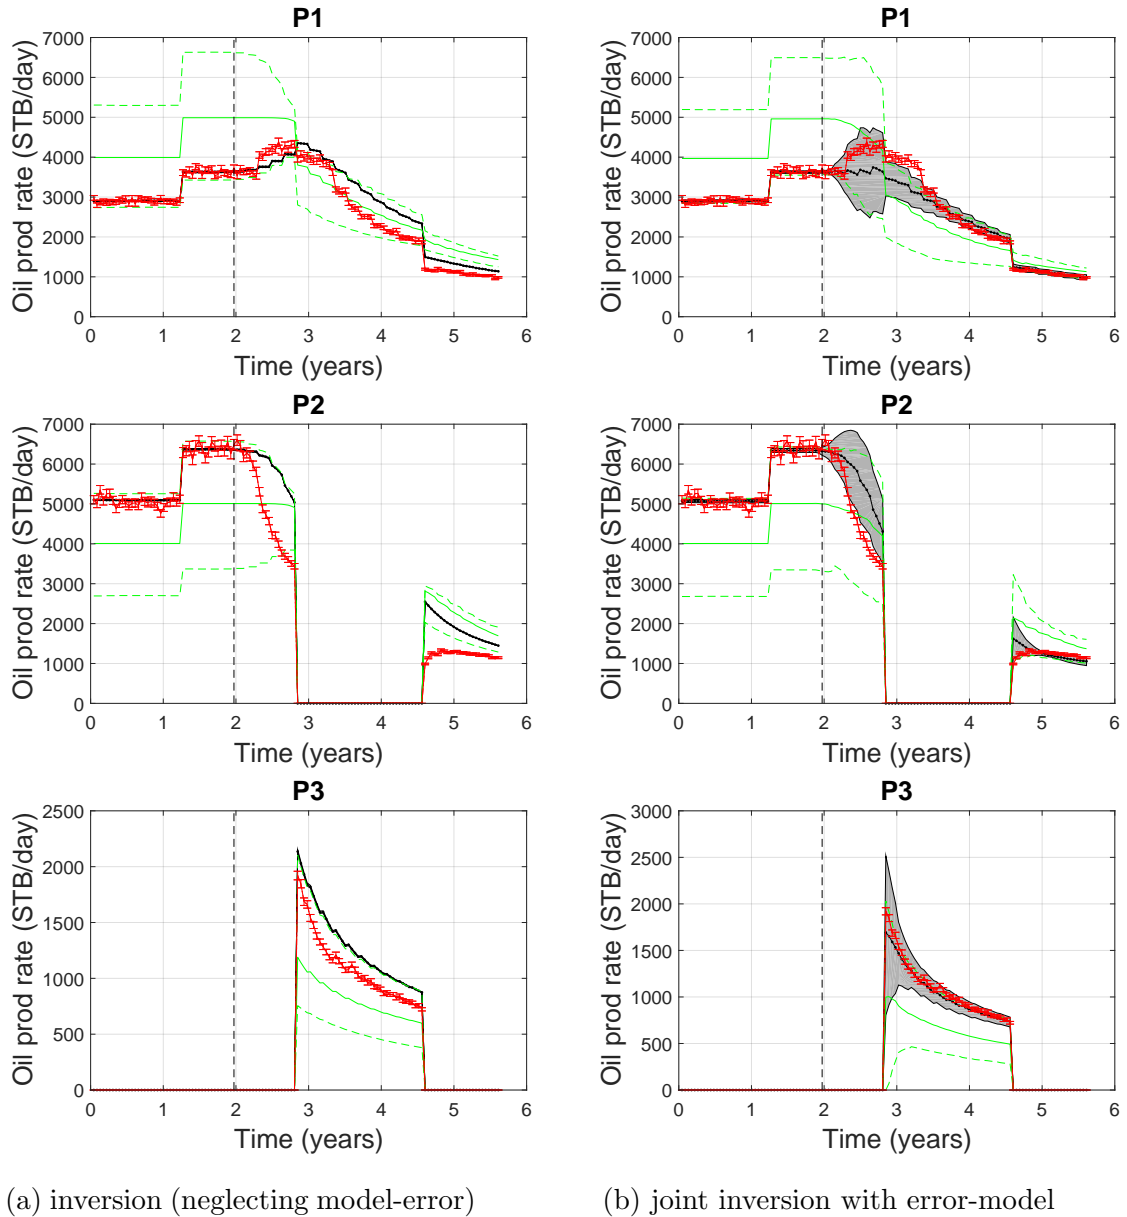 P1
7000
6000
5000
4000
3000
2000
1000
0
Oil prod rate (STB/day)
0 1 2 3 4 5 6
Time (years)
P1
7000
6000
5000
4000
3000
2000
1000
0
Oil prod rate (STB/day)
0 1 2 3 4 5 6
Time (years)
P2
7000
6000
5000
4000
3000
2000
1000
0
Oil prod rate (STB/day)
0 1 2 3 4 5 6
Time (years)
P2
7000
6000
5000
4000
3000
2000
1000
0
Oil prod rate (STB/day)
0 1 2 3 4 5 6
Time (years)
P3
2500
2000
1500
1000
500
0
Oil prod rate (STB/day)
0 1 2 3 4 5 6
Time (years)
P3
3000
2500
2000
1500
1000
500
0
Oil prod rate (STB/day)
0 1 2 3 4 5 6
Time (years)
(a) inversion (neglecting model-error)
(b) joint inversion with error-model